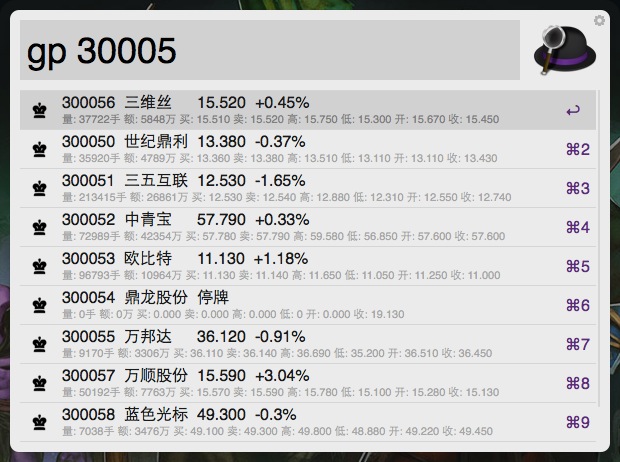 gp 30005
300056 三维丝 15.520 +0.45%
量: 37722手 额: 5848万 买: 15.510 卖: 15.520 高: 15.750 低: 15.300 开: 15.670 收: 15.450
↩
300050 世纪鼎利 13.380 -0.37%
量: 35920手 额: 4789万 买: 13.360 卖: 13.380 高: 13.510 低: 13.110 开: 13.110 收: 13.430
⌘2
300051 三五互联 12.530 -1.65%
量: 213415手 额: 26861万 买: 12.530 卖: 12.540 高: 12.880 低: 12.310 开: 12.550 收: 12.740
⌘3
300052 中青宝 57.790 +0.33%
量: 72989手 额: 42354万 买: 57.780 卖: 57.790 高: 59.580 低: 56.850 开: 57.600 收: 57.600
⌘4
300053 欧比特 11.130 +1.18%
量: 96793手 额: 10964万 买: 11.130 卖: 11.140 高: 11.650 低: 11.050 开: 11.250 收: 11.000
⌘5
300054 鼎龙股份 停牌
量: 0手 额: 0万 买: 0.000 卖: 0.000 高: 0.000 低: 0 开: 0.000 收: 19.130
⌘6
300055 万邦达 36.120 -0.91%
量: 9170手 额: 3306万 买: 36.110 卖: 36.140 高: 36.690 低: 35.200 开: 36.510 收: 36.450
⌘7
300057 万顺股份 15.590 +3.04%
量: 50192手 额: 7763万 买: 15.570 卖: 15.590 高: 15.780 低: 15.100 开: 15.280 收: 15.130
⌘8
300058 蓝色光标 49.300 -0.3%
量: 7038手 额: 3476万 买: 49.100 卖: 49.300 高: 49.800 低: 48.880 开: 49.220 收: 49.450
⌘9